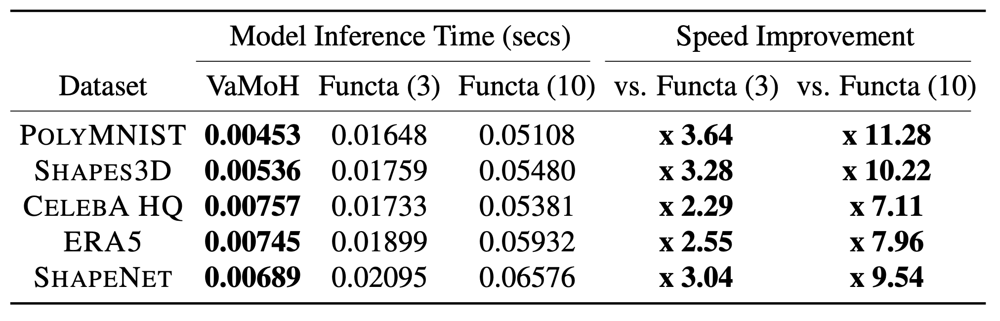 Model Inference Time (secs) Speed Improvement
Dataset VaMoH Functa (3) Functa (10) vs. Functa (3) vs. Functa (10)
POLYMNIST 0.00453 0.01648 0.05108 x 3.64 x 11.28
SHAPES3D 0.00536 0.01759 0.05480 x 3.28 x 10.22
CELEBA HQ 0.00757 0.01733 0.05381 x 2.29 x 7.11
ERA5 0.00745 0.01899 0.05932 x 2.55 x 7.96
SHAPENET 0.00689 0.02095 0.06576 x 3.04 x 9.54